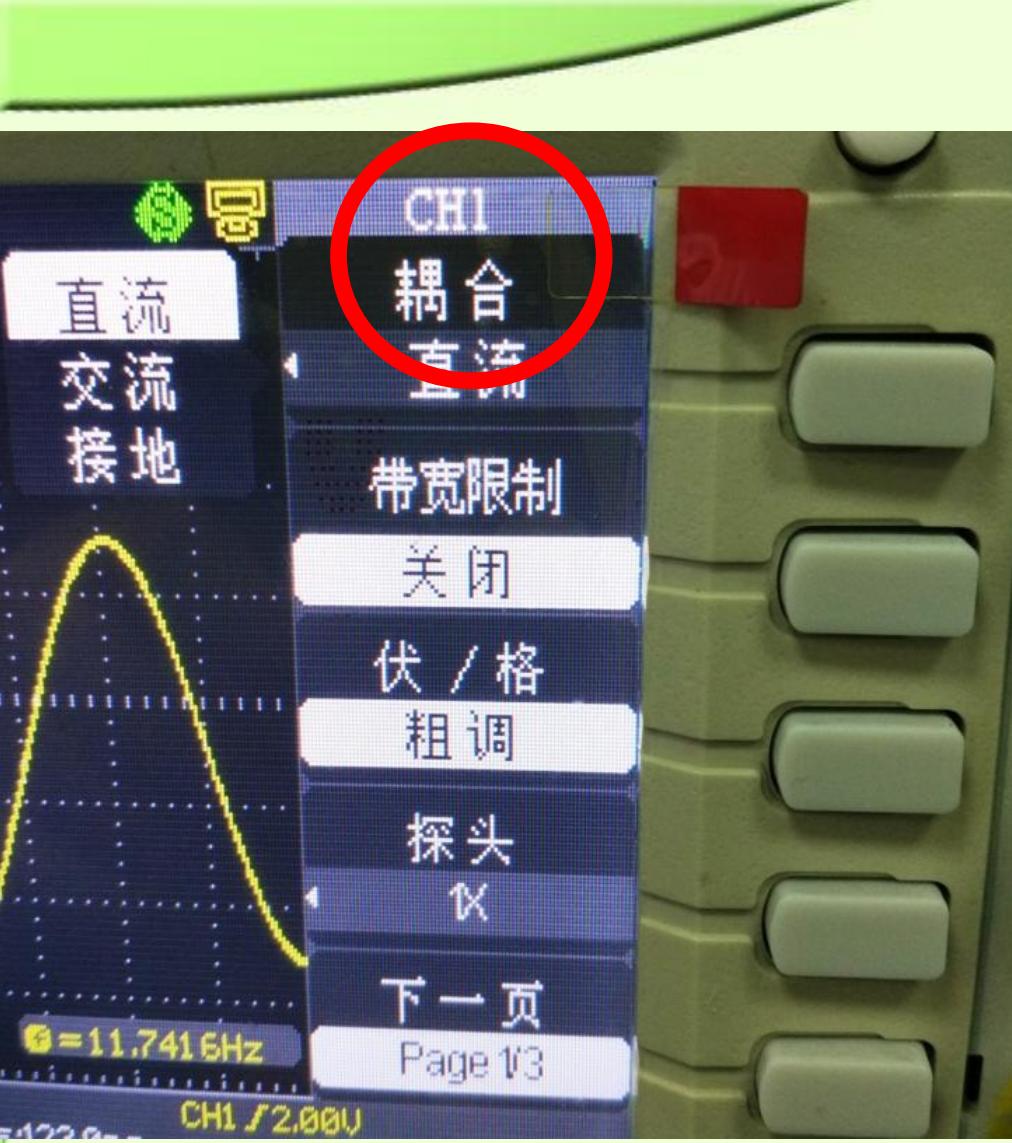 CH1
耦合
直流
直流
交流
接地
带宽限制
关闭
伏/格
粗调
探头
1X
下一页
Page 1/3
f=11.7416Hz
CH1 2.00V